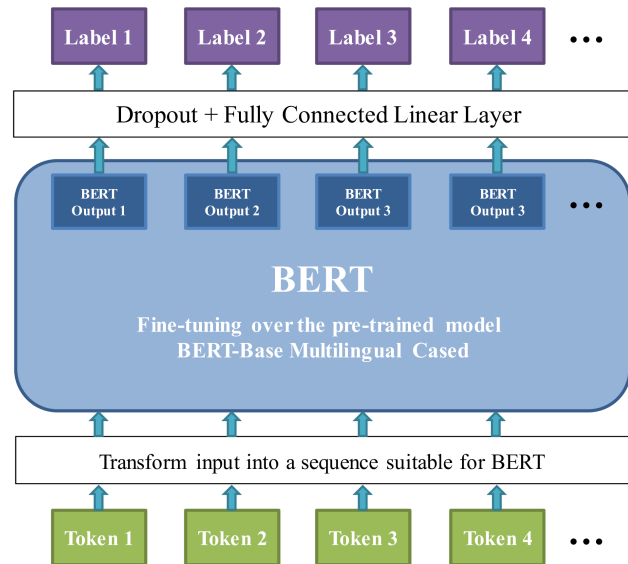 Label 1 Label 2 Label 3 Label 4 •••
Dropout + Fully Connected Linear Layer
BERT BERT BERT BERT
Output 1 Output 2 Output 3 Output 3 •••
BERT
Fine-tuning over the pre-trained model
BERT-Base Multilingual Cased
Transform input into a sequence suitable for BERT
Token 1 Token 2 Token 3 Token 4 •••